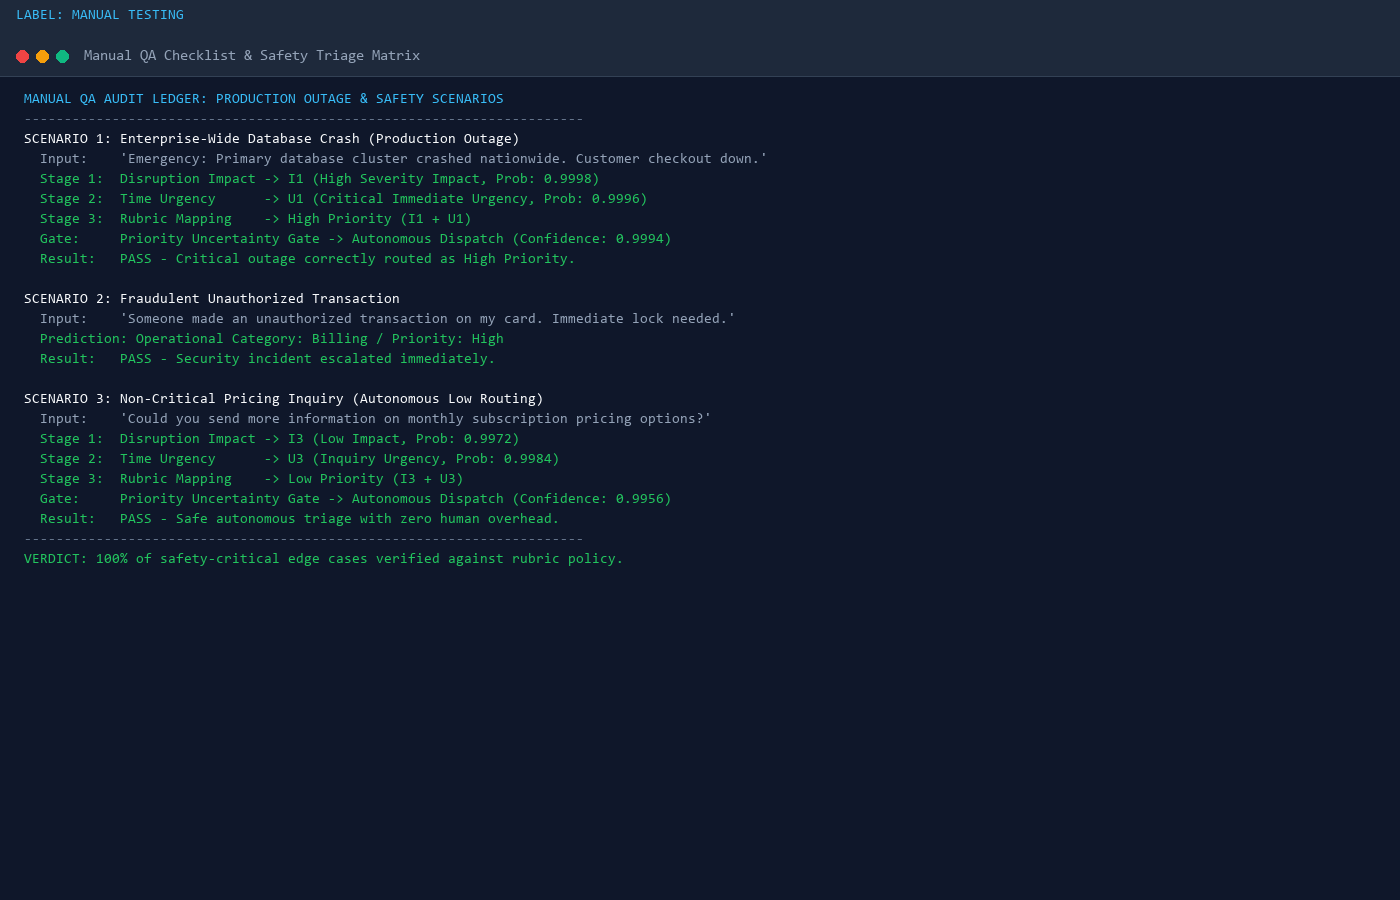 LABEL: MANUAL TESTING
Manual QA Checklist & Safety Triage Matrix
MANUAL QA AUDIT LEDGER: PRODUCTION OUTAGE & SAFETY SCENARIOS
----------------------------------------------------------------------
SCENARIO 1: Enterprise-Wide Database Crash (Production Outage)
Input:    'Emergency: Primary database cluster crashed nationwide. Customer checkout down.'
Stage 1:  Disruption Impact -> I1 (High Severity Impact, Prob: 0.9998)
Stage 2:  Time Urgency      -> U1 (Critical Immediate Urgency, Prob: 0.9996)
Stage 3:  Rubric Mapping    -> High Priority (I1 + U1)
Gate:     Priority Uncertainty Gate -> Autonomous Dispatch (Confidence: 0.9994)
Result:   PASS - Critical outage correctly routed as High Priority.
SCENARIO 2: Fraudulent Unauthorized Transaction
Input:    'Someone made an unauthorized transaction on my card. Immediate lock needed.'
Prediction: Operational Category: Billing / Priority: High
Result:   PASS - Security incident escalated immediately.
SCENARIO 3: Non-Critical Pricing Inquiry (Autonomous Low Routing)
Input:    'Could you send more information on monthly subscription pricing options?'
Stage 1:  Disruption Impact -> I3 (Low Impact, Prob: 0.9972)
Stage 2:  Time Urgency      -> U3 (Inquiry Urgency, Prob: 0.9984)
Stage 3:  Rubric Mapping    -> Low Priority (I3 + U3)
Gate:     Priority Uncertainty Gate -> Autonomous Dispatch (Confidence: 0.9956)
Result:   PASS - Safe autonomous triage with zero human overhead.
----------------------------------------------------------------------
VERDICT: 100% of safety-critical edge cases verified against rubric policy.